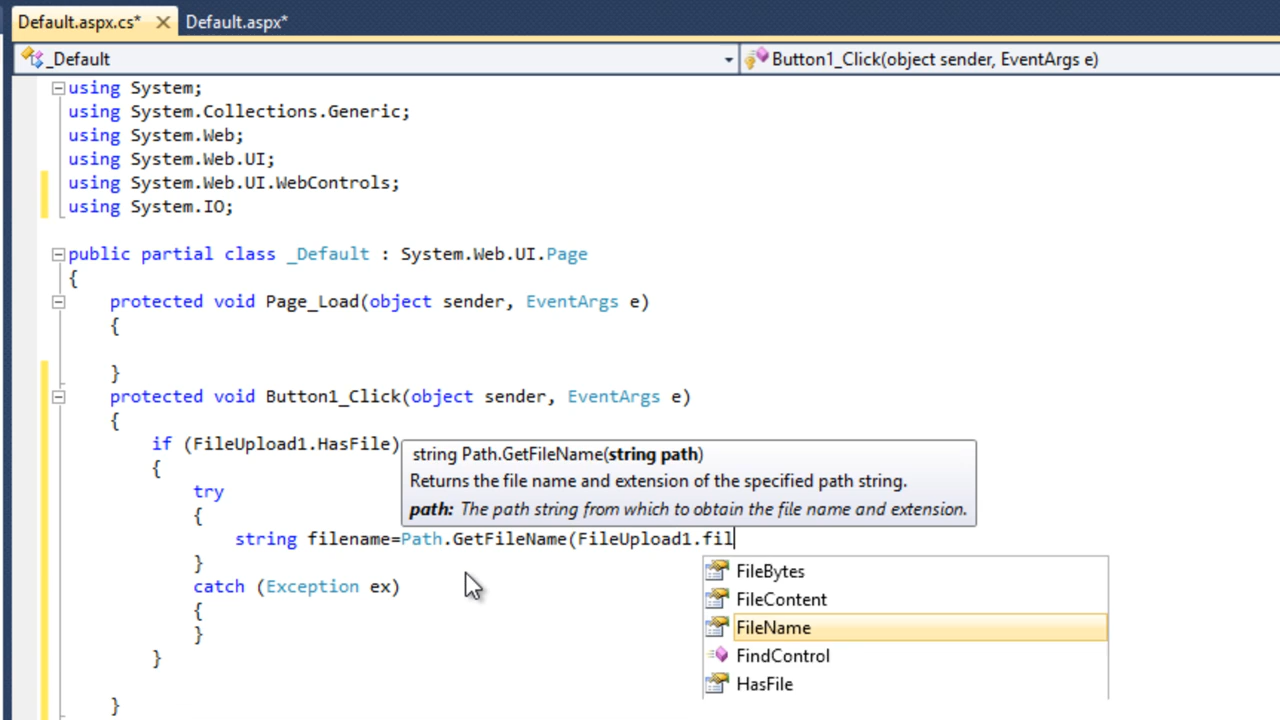 Default.aspx.cs* Default.aspx*
_Default Button1_Click(object sender, EventArgs e)
using System;
using System.Collections.Generic;
using System.Web;
using System.Web.UI;
using System.Web.UI.WebControls;
using System.IO;
public partial class _Default : System.Web.UI.Page
{
protected void Page_Load(object sender, EventArgs e)
{
}
protected void Button1_Click(object sender, EventArgs e)
{
if (FileUpload1.HasFile)
string Path.GetFileName(string path)
{
Returns the file name and extension of the specified path string.
try
path: The path string from which to obtain the file name and extension.
{
string filename=Path.GetFileName(FileUpload1.fil
}
FileBytes
catch (Exception ex)
FileContent
{
FileName
}
FindControl
}
HasFile
}